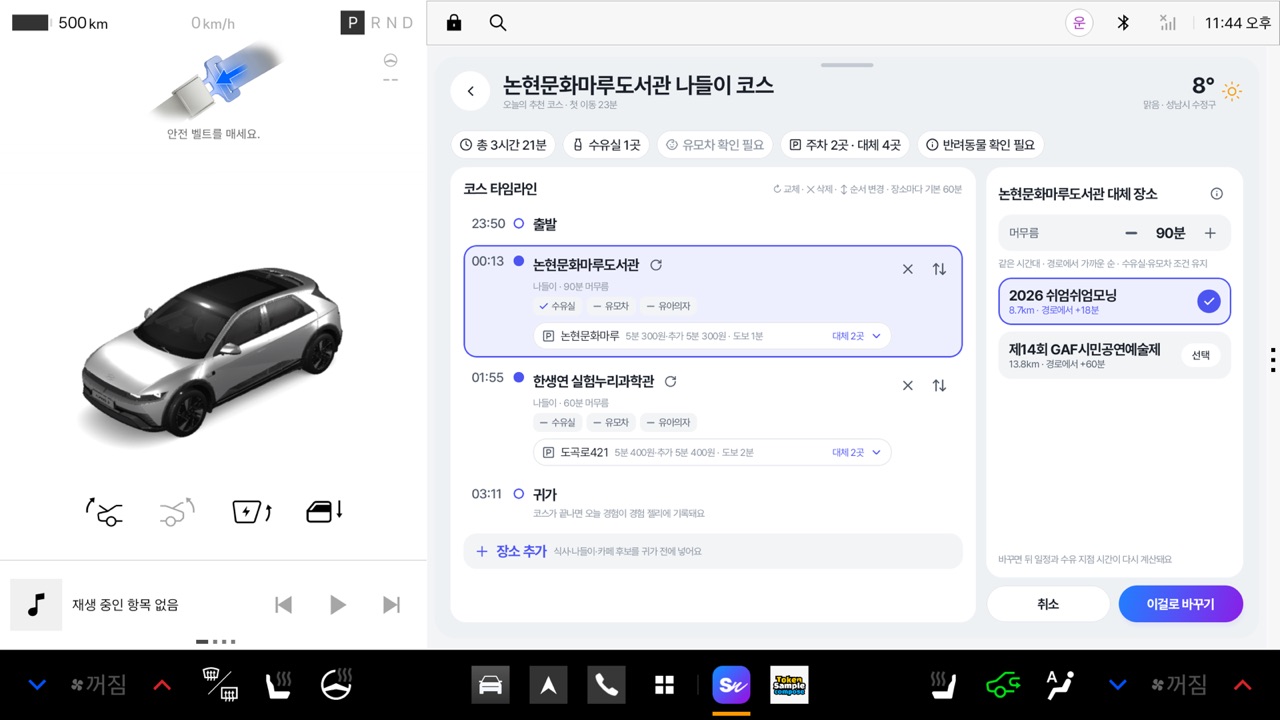 500 km
0 km/h
P R N D
운
11:44 오후
안전 벨트를 매세요.
--
논현문화마루도서관 나들이 코스
오늘의 추천 코스 · 첫 이동 23분
8°
맑음 · 성남시 수정구
총 3시간 21분
수유실 1곳
유모차 확인 필요
주차 2곳 · 대체 4곳
반려동물 확인 필요
코스 타임라인
교체 · 삭제 · 순서 변경 · 장소마다 기본 60분
23:50 출발
00:13 논현문화마루도서관
나들이 · 90분 머무름
수유실
유모차
유아의자
P 논현문화마루 5분 300원·추가 5분 300원 · 도보 1분 대체 2곳
01:55 한생연 실험누리과학관
나들이 · 60분 머무름
수유실
유모차
유아의자
P 도곡로421 5분 400원·추가 5분 400원 · 도보 2분 대체 2곳
03:11 귀가
코스가 끝나면 오늘 경험이 경험 젤리에 기록돼요
+ 장소 추가 식사·나들이·카페 후보를 귀가 전에 넣어요
논현문화마루도서관 대체 장소
머무름 − 90분 +
같은 시간대 · 경로에서 가까운 순 · 수유실·유모차 조건 유지
2026 쉬엄쉬엄모닝
8.7km · 경로에서 +18분
제14회 GAF시민공연예술제
13.8km · 경로에서 +60분
선택
바꾸면 뒤 일정과 수유 지점 시간이 다시 계산돼요
취소
이걸로 바꾸기
재생 중인 항목 없음
꺼짐
Token
Sample
compose
A
꺼짐